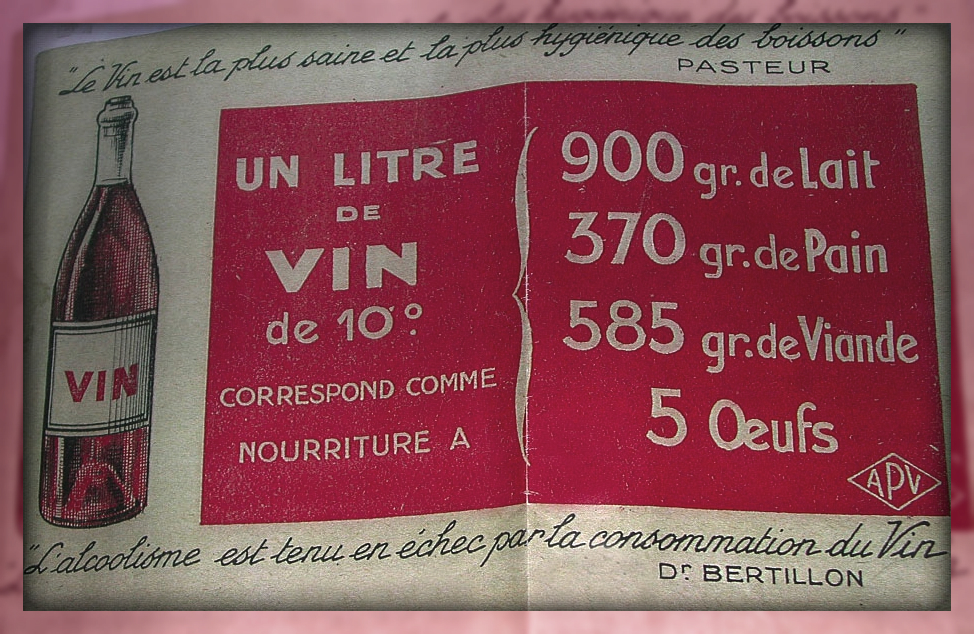 "Le Vin est la plus saine et la plus hygiénique des boissons"
PASTEUR
VIN
UN LITRE
DE
VIN
de 10°
CORRESPOND COMME
NOURRITURE A
900 gr. de Lait
370 gr. de Pain
585 gr. de Viande
5 Oeufs
APV
"L'alcoolisme est tenu en échec par la consommation du Vin
Dr BERTILLON